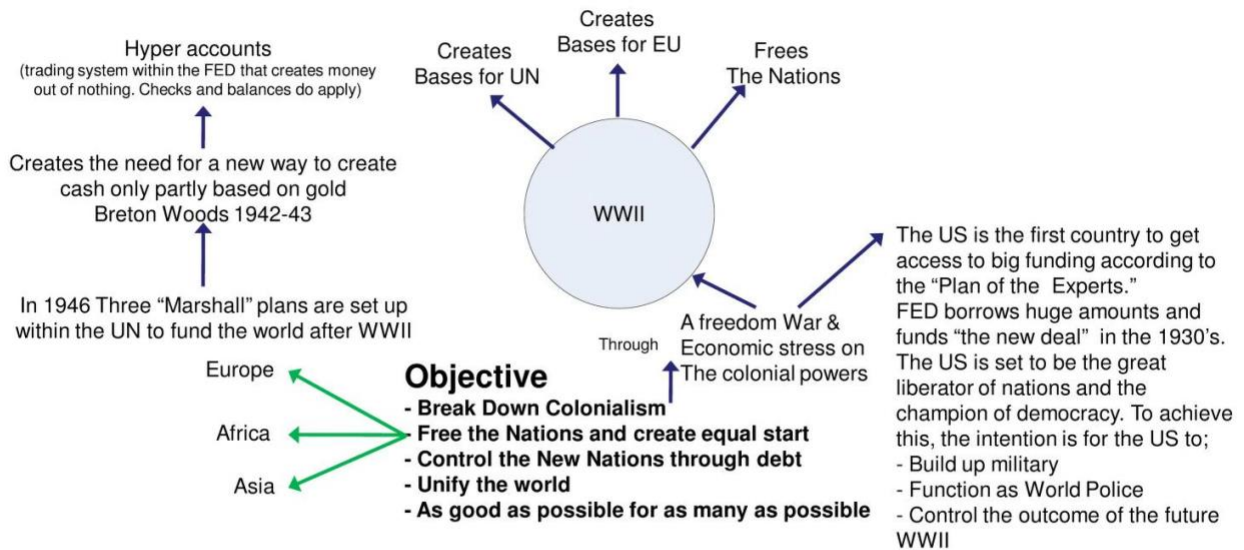 Hyper accounts
(trading system within the FED that creates money
out of nothing. Checks and balances do apply)
Creates the need for a new way to create
cash only partly based on gold
Breton Woods 1942-43
In 1946 Three “Marshall” plans are set up
within the UN to fund the world after WWII
Europe
Africa
Asia
Creates
Bases for UN
Creates
Bases for EU
Frees
The Nations
WWII
Through
A freedom War &
Economic stress on
The colonial powers
Objective
- Break Down Colonialism
- Free the Nations and create equal start
- Control the New Nations through debt
- Unify the world
- As good as possible for as many as possible
The US is the first country to get
access to big funding according to
the “Plan of the Experts.”
FED borrows huge amounts and
funds “the new deal” in the 1930’s.
The US is set to be the great
liberator of nations and the
champion of democracy. To achieve
this, the intention is for the US to;
- Build up military
- Function as World Police
- Control the outcome of the future
WWII